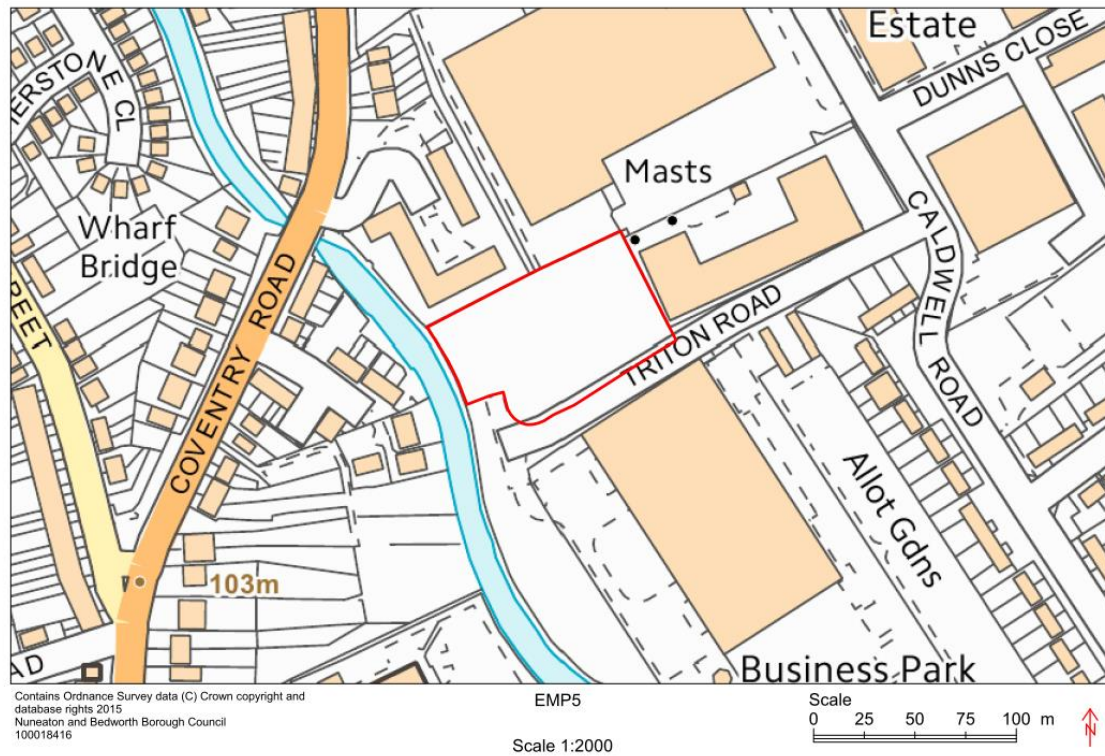 Estate
DUNNS CLOSE
HERSTONE CL
Masts
Wharf
Bridge
CALDWELL ROAD
COVENTRY ROAD
TRITON ROAD
REET
Allot Gdns
103m
AD
Business Park
Contains Ordnance Survey data (C) Crown copyright and
database rights 2015
Nuneaton and Bedworth Borough Council
100018416
EMP5
Scale 1:2000
Scale
0 25 50 75 100 m
N